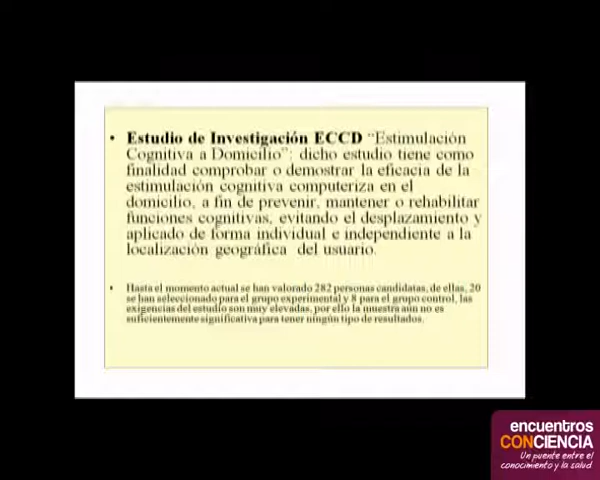 • Estudio de Investigación ECCD “Estimulación
Cognitiva a Domicilio”: dicho estudio tiene como
finalidad comprobar o demostrar la eficacia de la
estimulación cognitiva computeriza en el
domicilio, a fin de prevenir, mantener o rehabilitar
funciones cognitivas, evitando el desplazamiento y
aplicado de forma individual e independiente a la
localización geográfica del usuario.
• Hasta el momento actual se han valorado 282 personas candidatas, de ellas, 20
se han seleccionado para el grupo experimental y 8 para el grupo control, las
exigencias del estudio son muy elevadas, por ello la muestra aún no es
suficientemente significativa para tener ningún tipo de resultados.
encuentros
CONCIENCIA
Un puente entre el
conocimiento y la salud